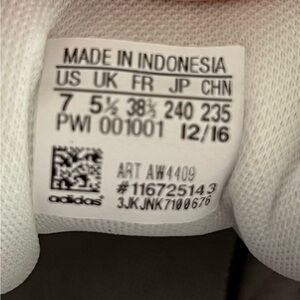 MADE IN INDONESIA
US UK FR JP CHN
7 5½ 38⅔ 240 235
PWI 001001 12/16
ART AW4409
#116725143
3JKJNK7100676
adidas